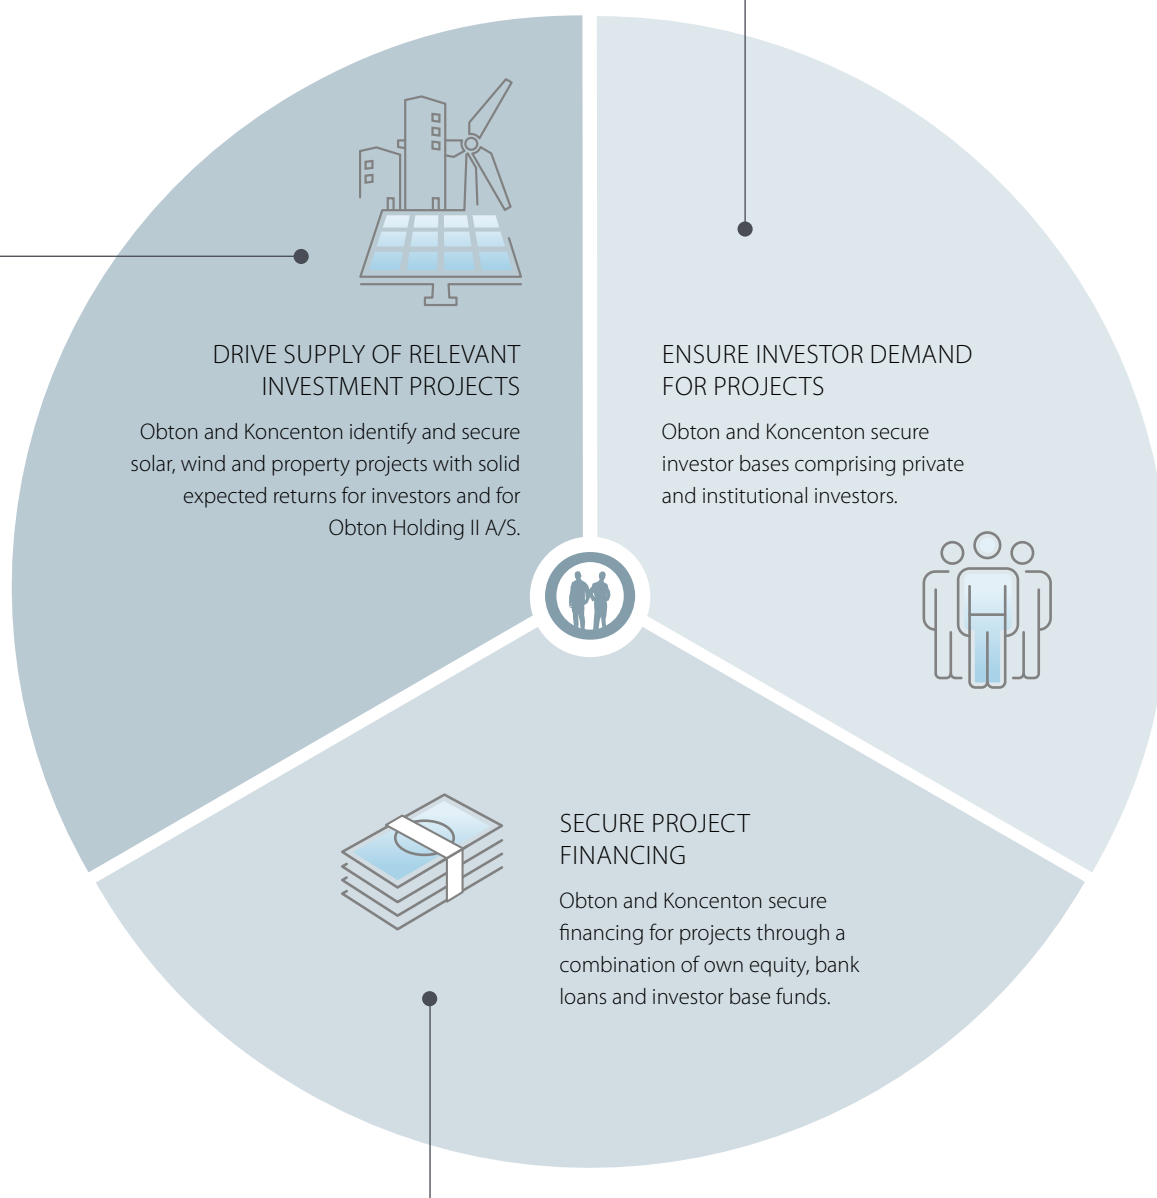 DRIVE SUPPLY OF RELEVANT
INVESTMENT PROJECTS
Obton and Koncenton identify and secure
solar, wind and property projects with solid
expected returns for investors and for
Obton Holding II A/S.
ENSURE INVESTOR DEMAND
FOR PROJECTS
Obton and Koncenton secure
investor bases comprising private
and institutional investors.
SECURE PROJECT
FINANCING
Obton and Koncenton secure
financing for projects through a
combination of own equity, bank
loans and investor base funds.